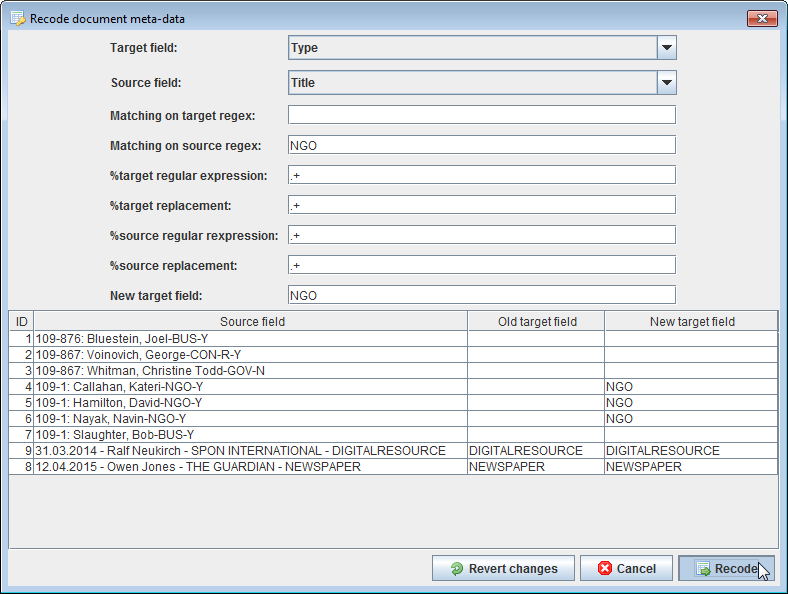 Recode document meta-data
Target field: Type
Source field: Title
Matching on target regex:
Matching on source regex: NGO
%target regular expression: .+
%target replacement: .+
%source regular rexpression: .+
%source replacement: .+
New target field: NGO
ID Source field Old target field New target field
1 109-876: Bluestein, Joel-BUS-Y
2 109-867: Voinovich, George-CON-R-Y
3 109-867: Whitman, Christine Todd-GOV-N
4 109-1: Callahan, Kateri-NGO-Y NGO
5 109-1: Hamilton, David-NGO-Y NGO
6 109-1: Nayak, Navin-NGO-Y NGO
7 109-1: Slaughter, Bob-BUS-Y
9 31.03.2014 - Ralf Neukirch - SPON INTERNATIONAL - DIGITALRESOURCE DIGITALRESOURCE DIGITALRESOURCE
8 12.04.2015 - Owen Jones - THE GUARDIAN - NEWSPAPER NEWSPAPER NEWSPAPER
Revert changes Cancel Recode